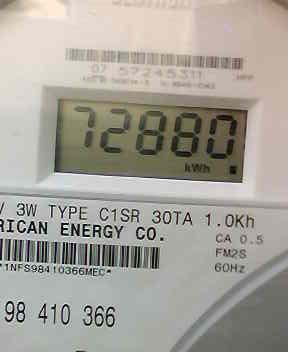 07 57245311
72880
kWh
V 3W TYPE C1SR 30TA 1.0Kh
RICAN ENERGY CO.
CA 0.5
FM2S
60Hz
*1NFS98410366MEC*
98 410 366